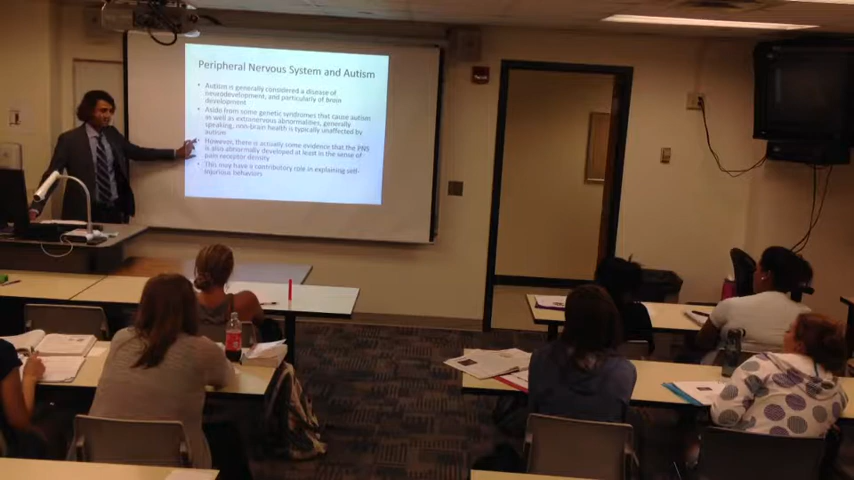 Peripheral Nervous System and Autism
• Autism is generally considered a disease of
neurodevelopment, and particularly of brain
development
• Aside from some genetic syndromes that cause autism
as well as extraneervous abnormalities, generally
speaking, non-brain health is typically unaffected by
autism
• However, there is actually some evidence that the PNS
is also abnormally developed at least in the sense of
pain receptor density
• This may have a contributory role in explaining self-
injurious behaviors